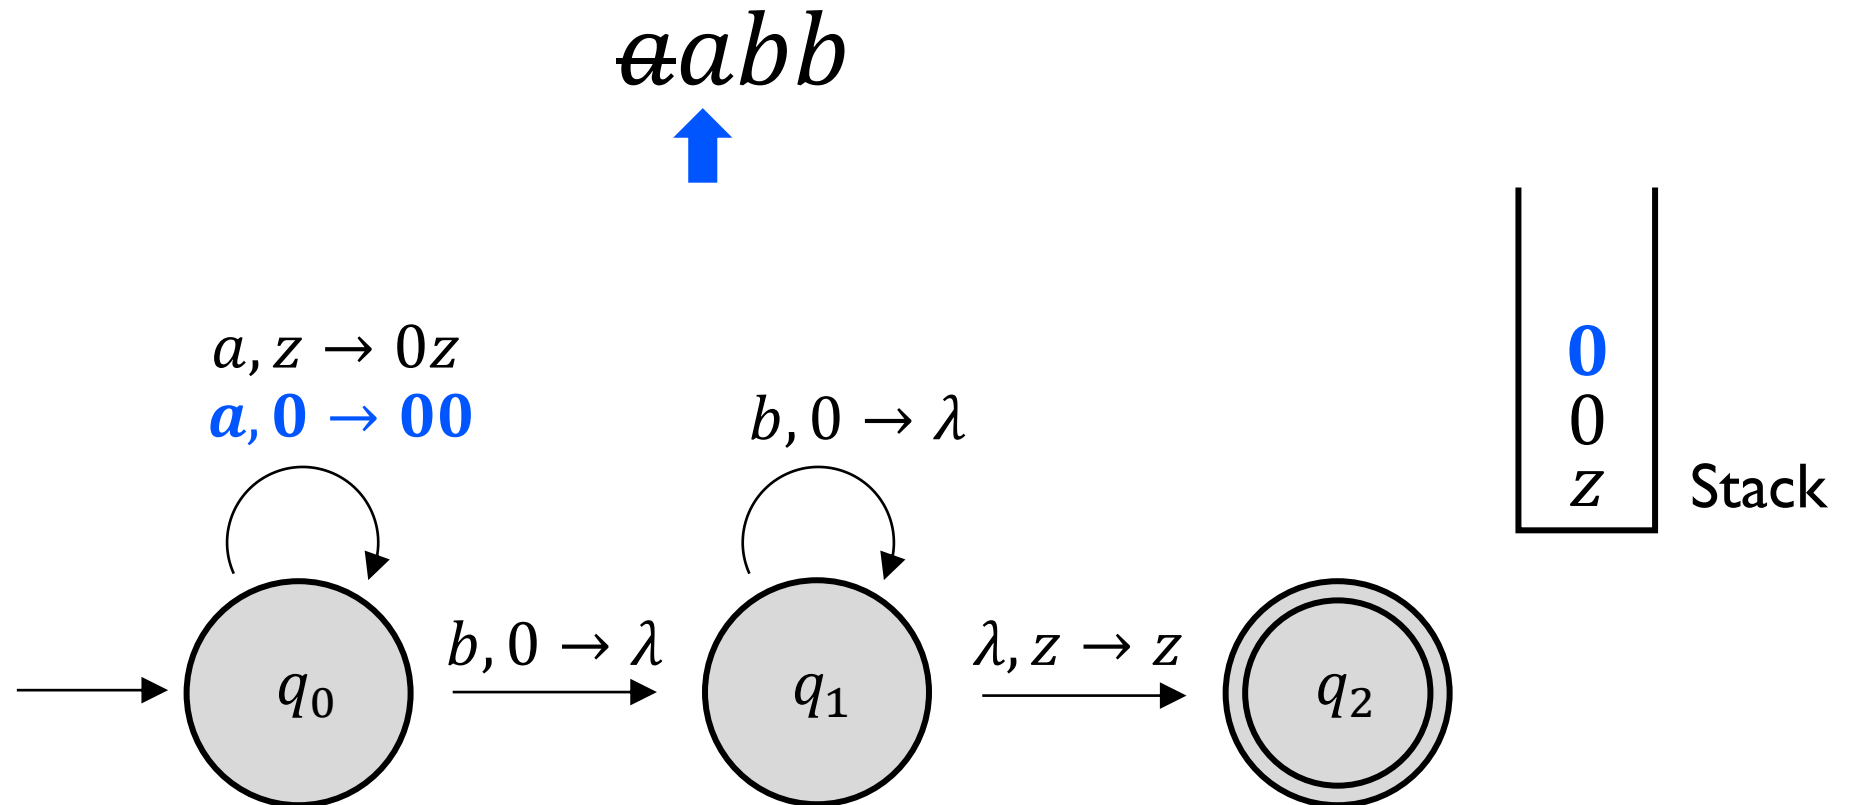 aabb
a, z → 0z
a, 0 → 00
b, 0 → λ
0
0
z
Stack
b, 0 → λ
λ, z → z
q₀
q₁
q₂